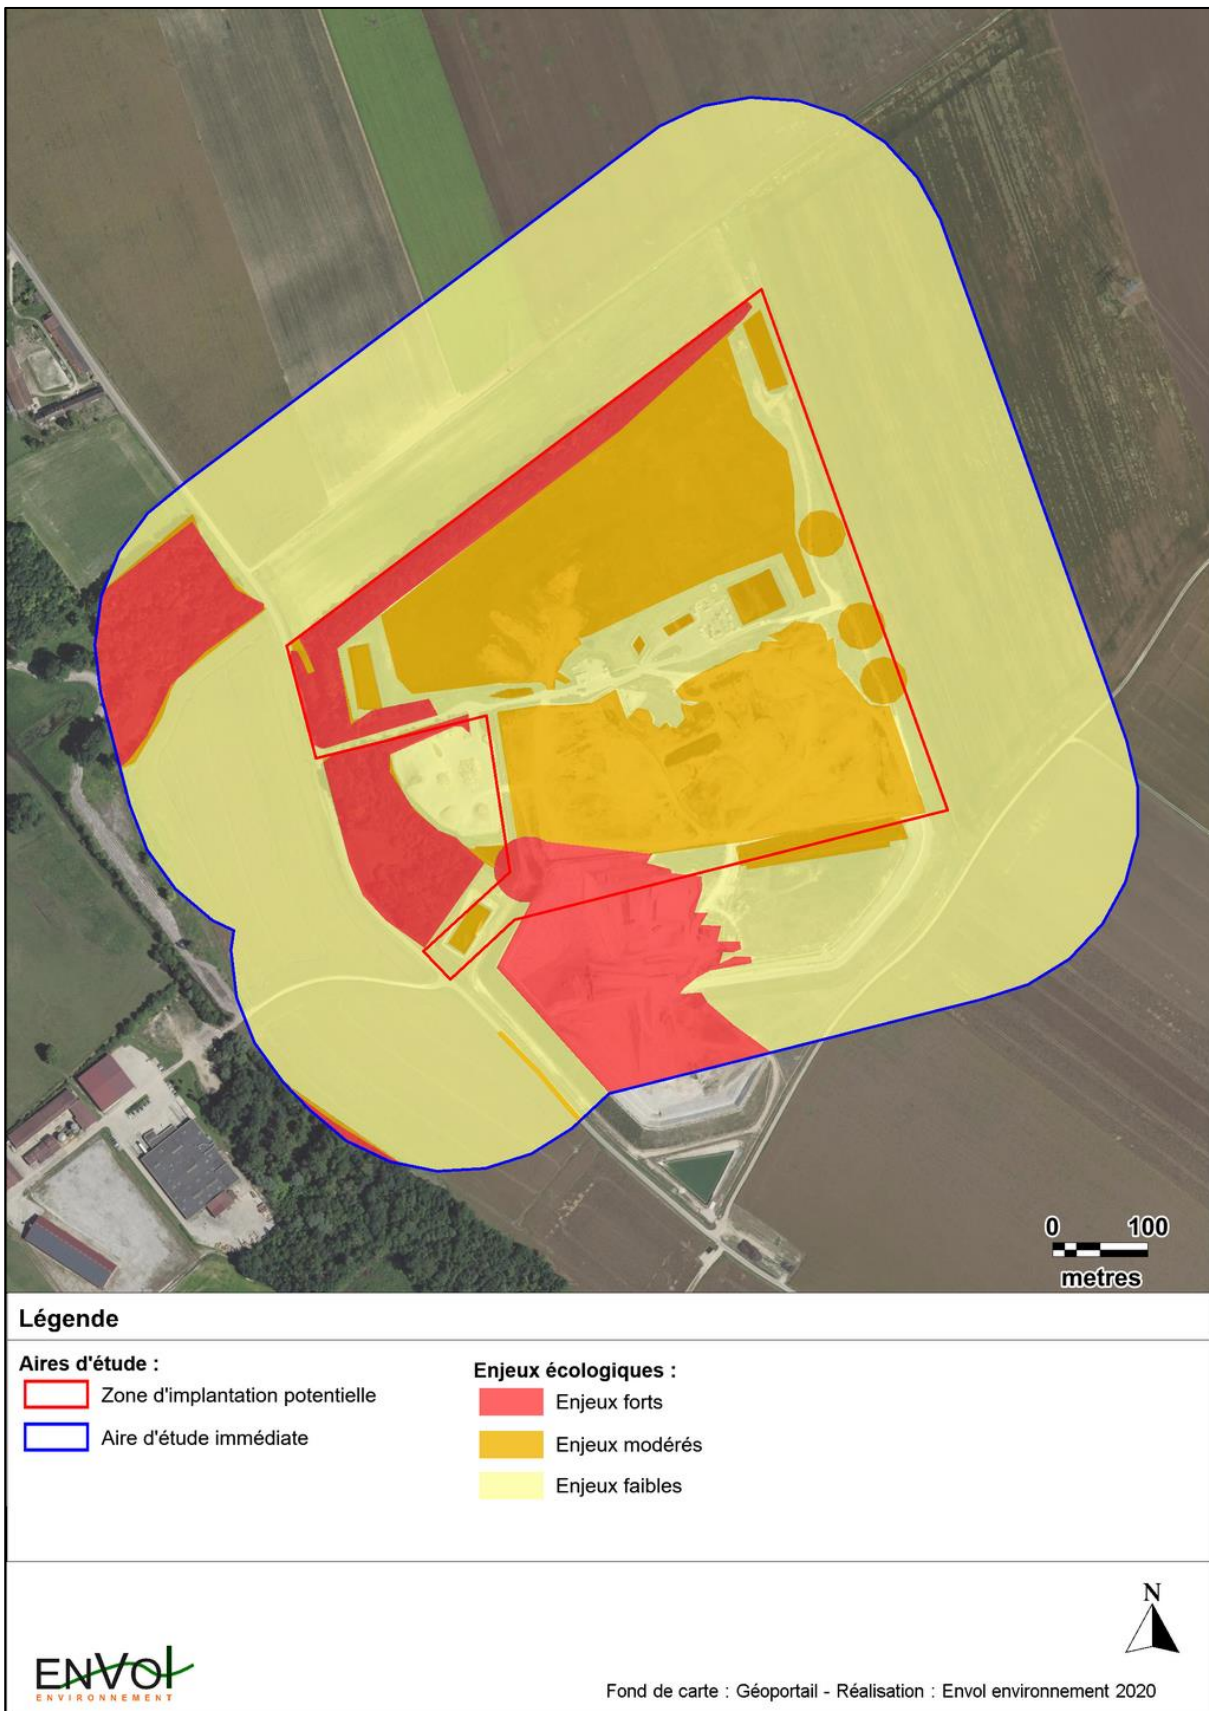 0 100
metres
Légende
Aires d'étude :
Zone d'implantation potentielle
Aire d'étude immédiate
Enjeux écologiques :
Enjeux forts
Enjeux modérés
Enjeux faibles
N
ENVOl
ENVIRONNEMENT
Fond de carte : Géoportail - Réalisation : Envol environnement 2020